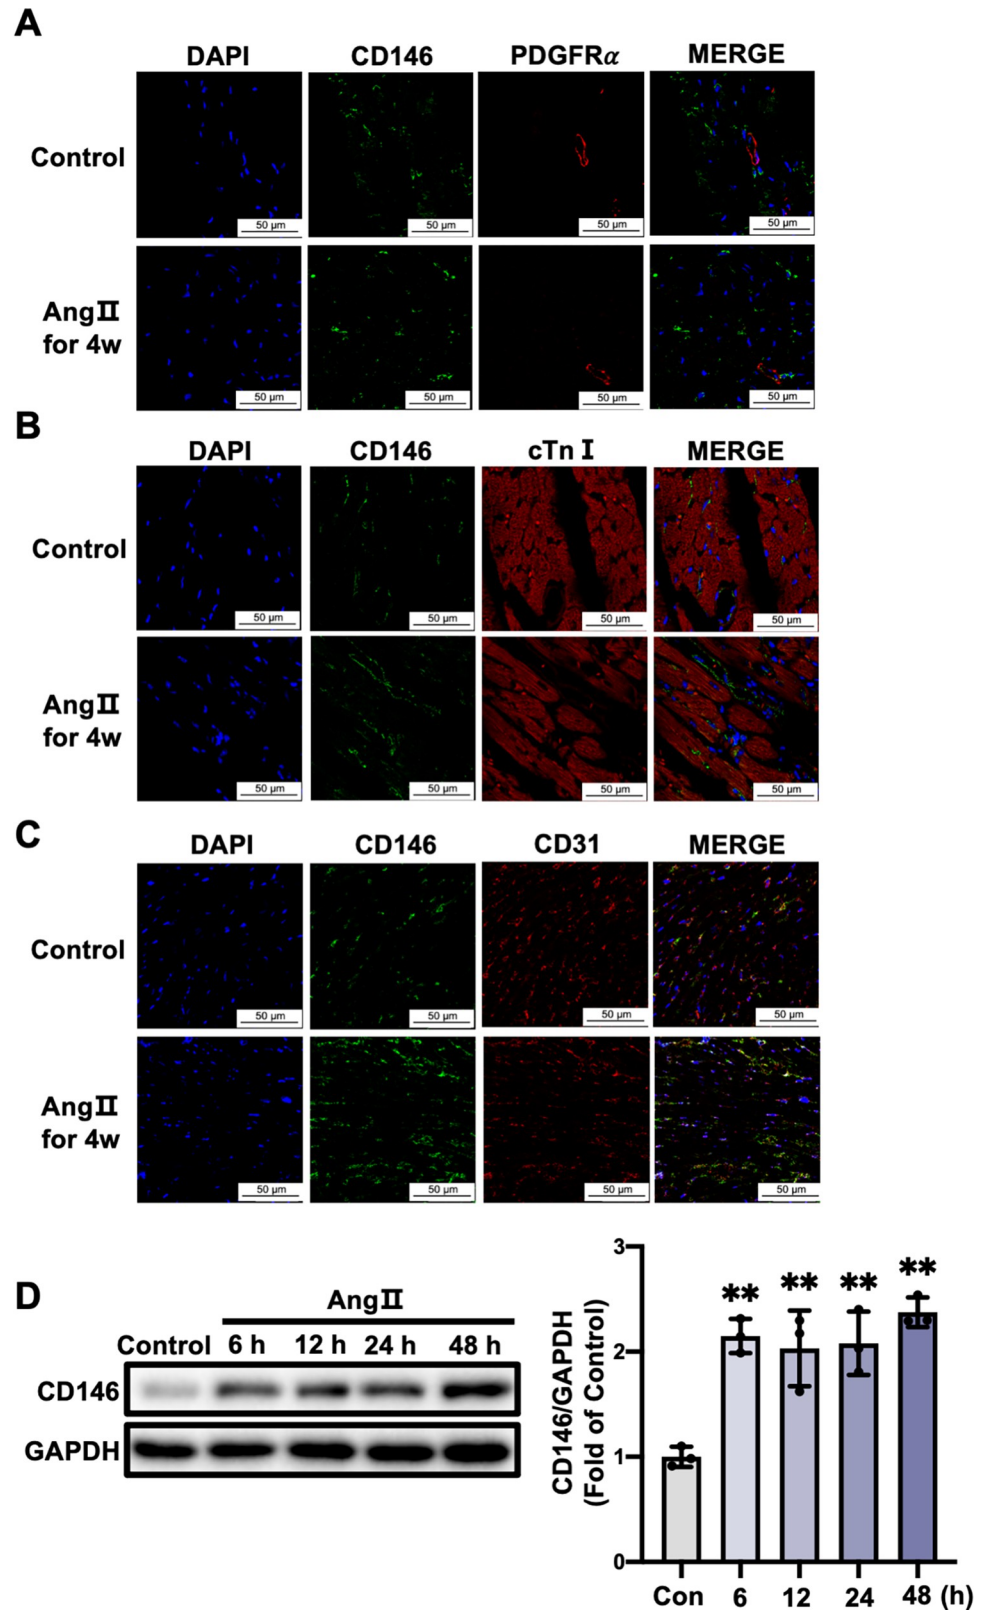 A
DAPI CD146 PDGFRα MERGE
Control
50 µm 50 µm 50 µm 50 µm
AngⅡ
for 4w
50 µm 50 µm 50 µm 50 µm
B
DAPI CD146 cTn Ⅰ MERGE
Control
50 µm 50 µm 50 µm 50 µm
AngⅡ
for 4w
50 µm 50 µm 50 µm 50 µm
C
DAPI CD146 CD31 MERGE
Control
50 µm 50 µm 50 µm 50 µm
AngⅡ
for 4w
50 µm 50 µm 50 µm 50 µm
D
AngⅡ
Control 6 h 12 h 24 h 48 h
CD146
GAPDH
CD146/GAPDH
(Fold of Control)
3
2
1
0
** ** ** **
Con 6 12 24 48 (h)